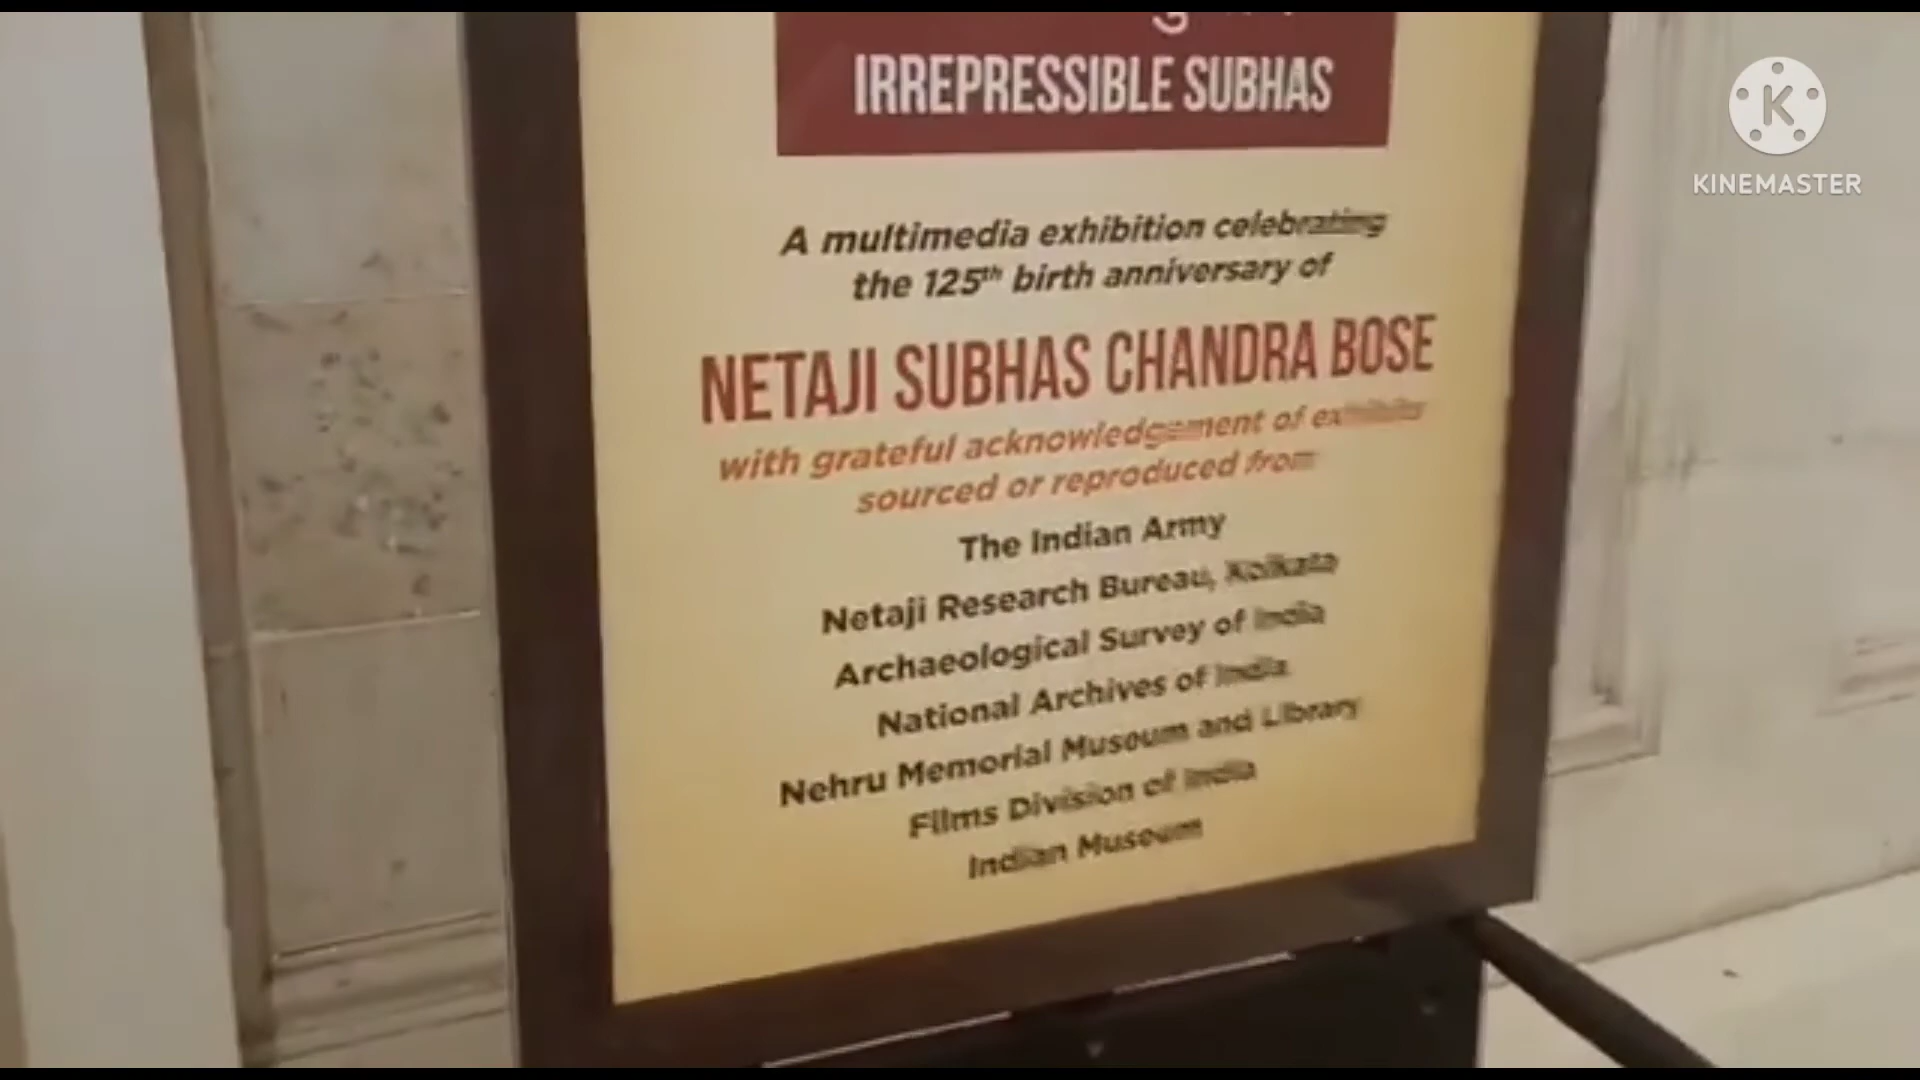 IRREPRESSIBLE SUBHAS
A multimedia exhibition celebrating
the 125th birth anniversary of
NETAJI SUBHAS CHANDRA BOSE
with grateful acknowledgement of exhibits
sourced or reproduced from
The Indian Army
Netaji Research Bureau, Kolkata
Archaeological Survey of India
National Archives of India
Nehru Memorial Museum and Library
Films Division of India
Indian Museum
K
KINEMASTER